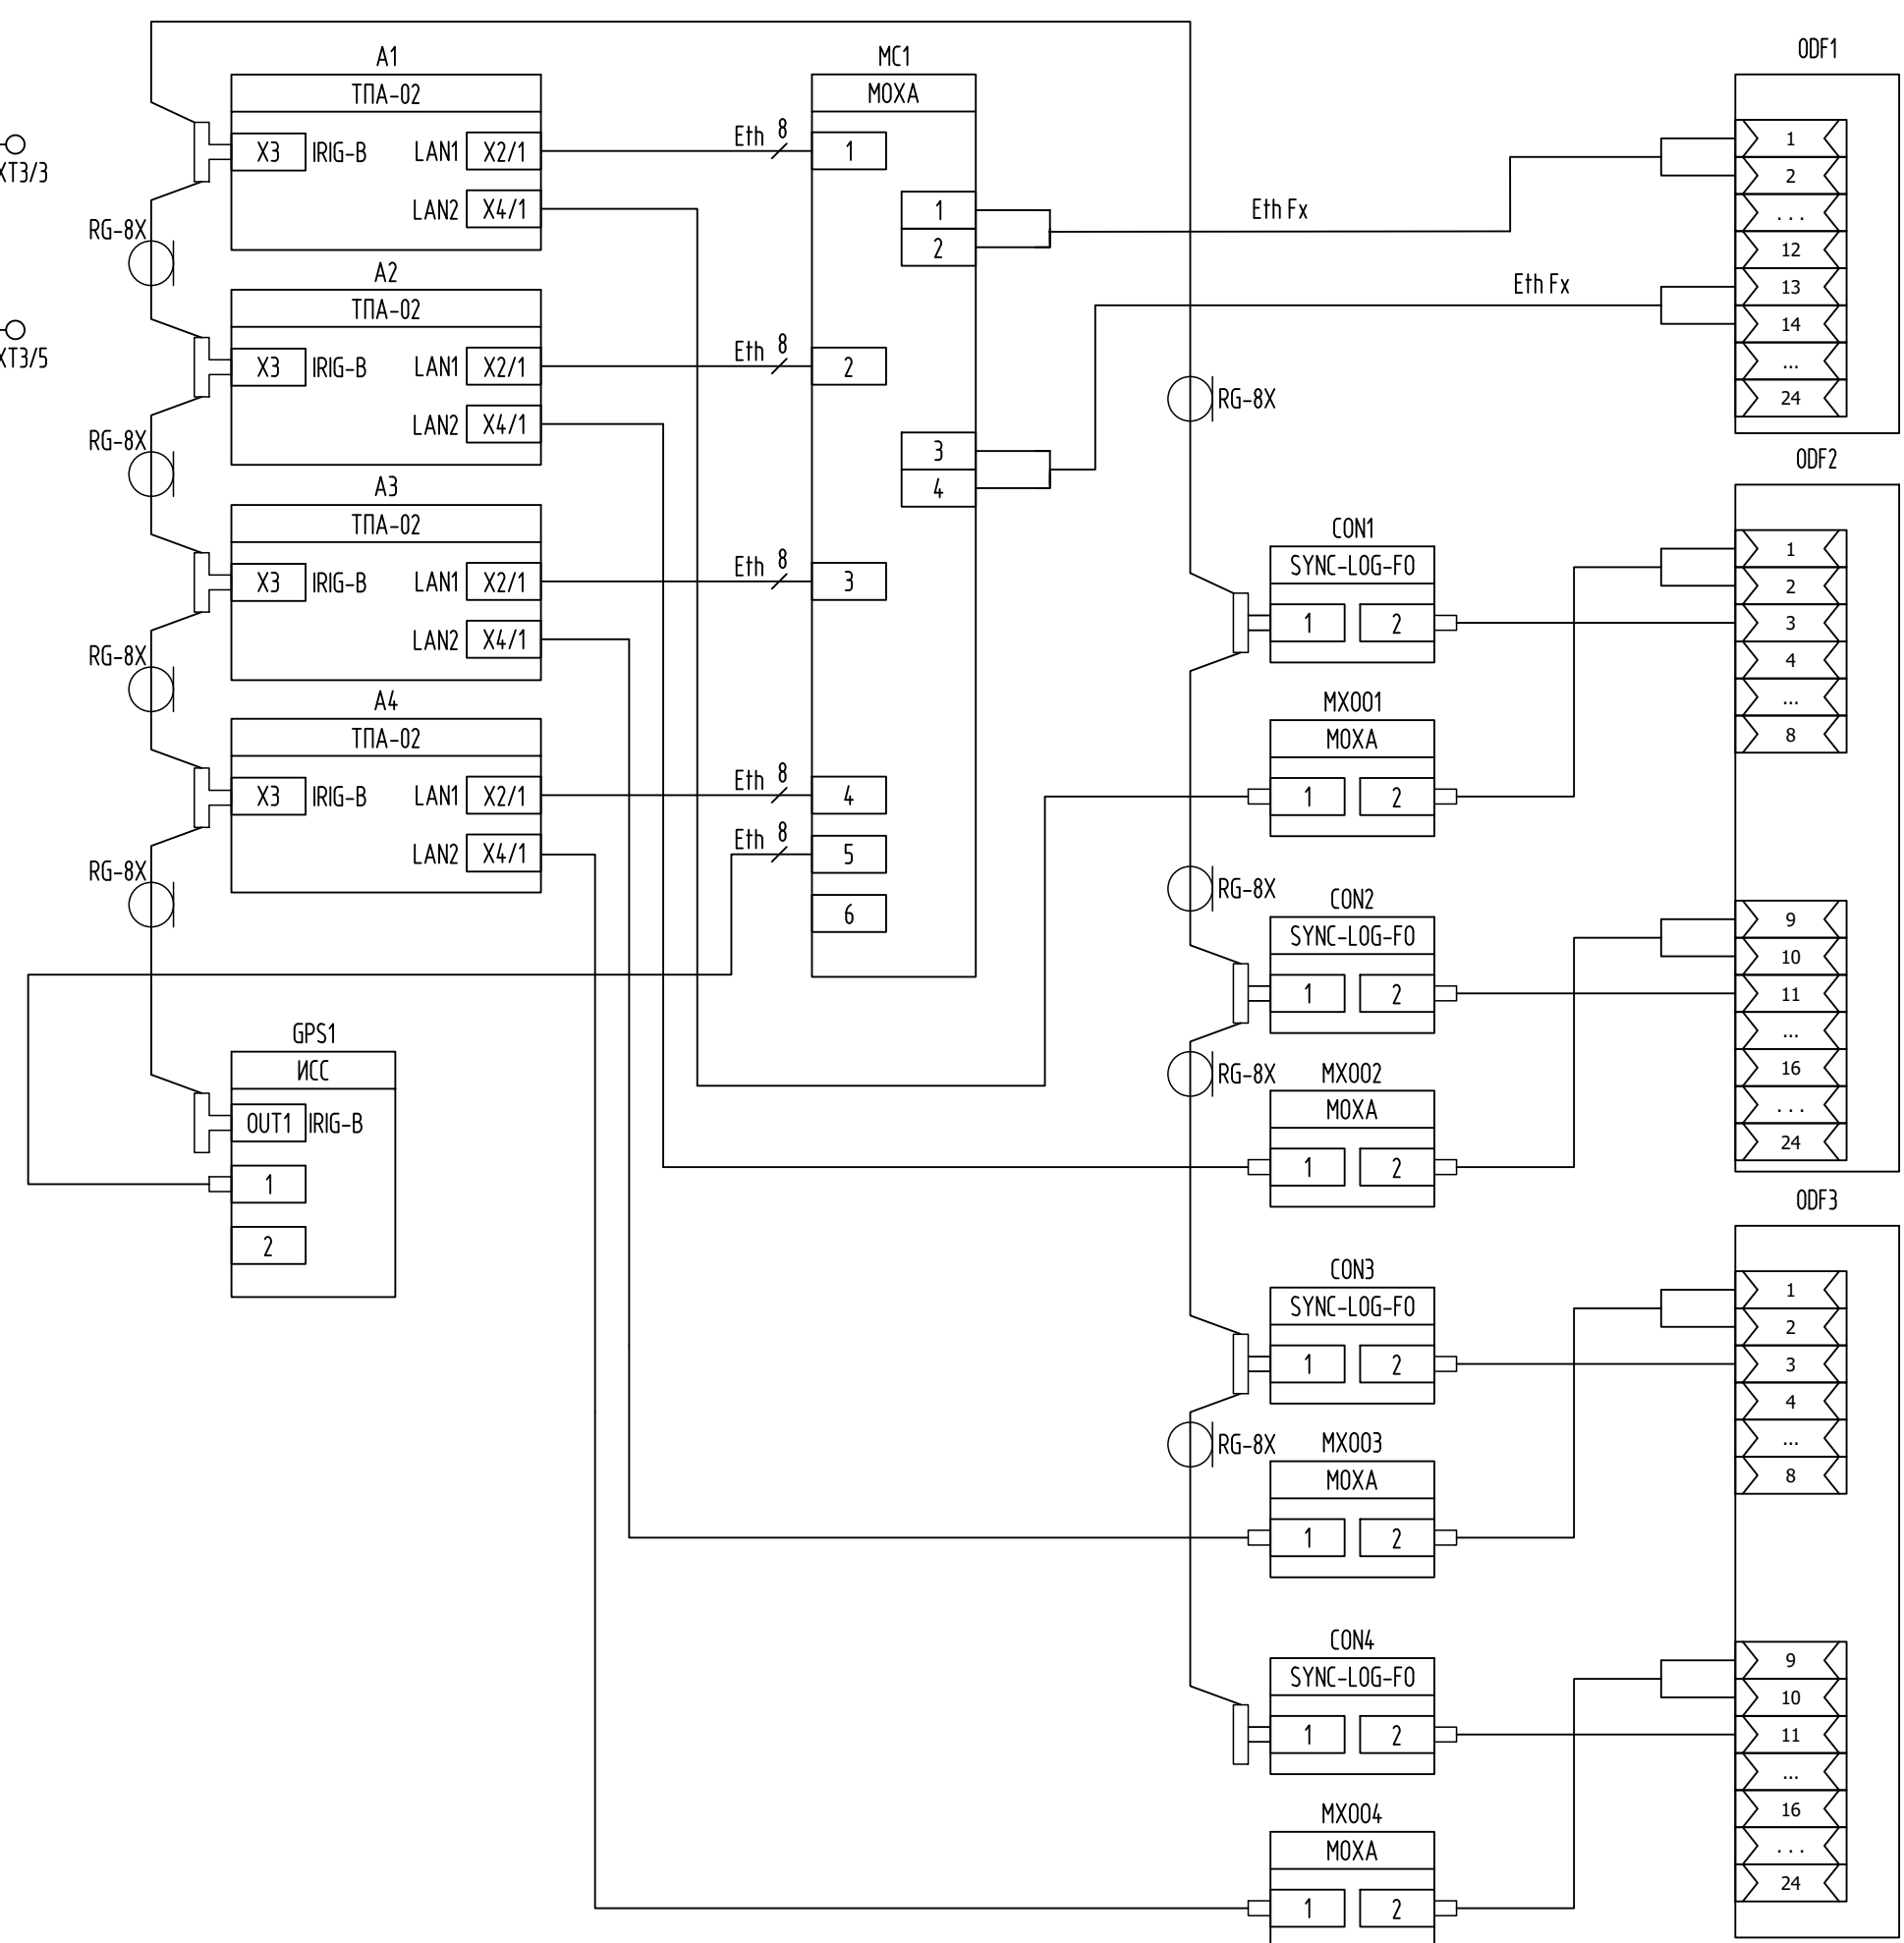 XT3/3
XT3/5
A1
ТПА-02
X3 IRIG-B LAN1 X2/1
LAN2 X4/1
RG-8X
A2
ТПА-02
X3 IRIG-B LAN1 X2/1
LAN2 X4/1
RG-8X
A3
ТПА-02
X3 IRIG-B LAN1 X2/1
LAN2 X4/1
RG-8X
A4
ТПА-02
X3 IRIG-B LAN1 X2/1
LAN2 X4/1
RG-8X
GPS1
ИСС
OUT1 IRIG-B
1
2
Eth 8
Eth 8
Eth 8
Eth 8
Eth 8
MC1
MOXA
1
1
2
2
3
4
3
4
5
6
Eth Fx
Eth Fx
RG-8X
CON1
SYNC-LOG-FO
1 2
MX001
MOXA
1 2
RG-8X
CON2
SYNC-LOG-FO
1 2
RG-8X
MX002
MOXA
1 2
CON3
SYNC-LOG-FO
1 2
RG-8X
MX003
MOXA
1 2
CON4
SYNC-LOG-FO
1 2
MX004
MOXA
1 2
ODF1
1
2
...
12
13
14
...
24
ODF2
1
2
3
4
...
8
9
10
11
...
16
...
24
ODF3
1
2
3
4
...
8
9
10
11
...
16
...
24